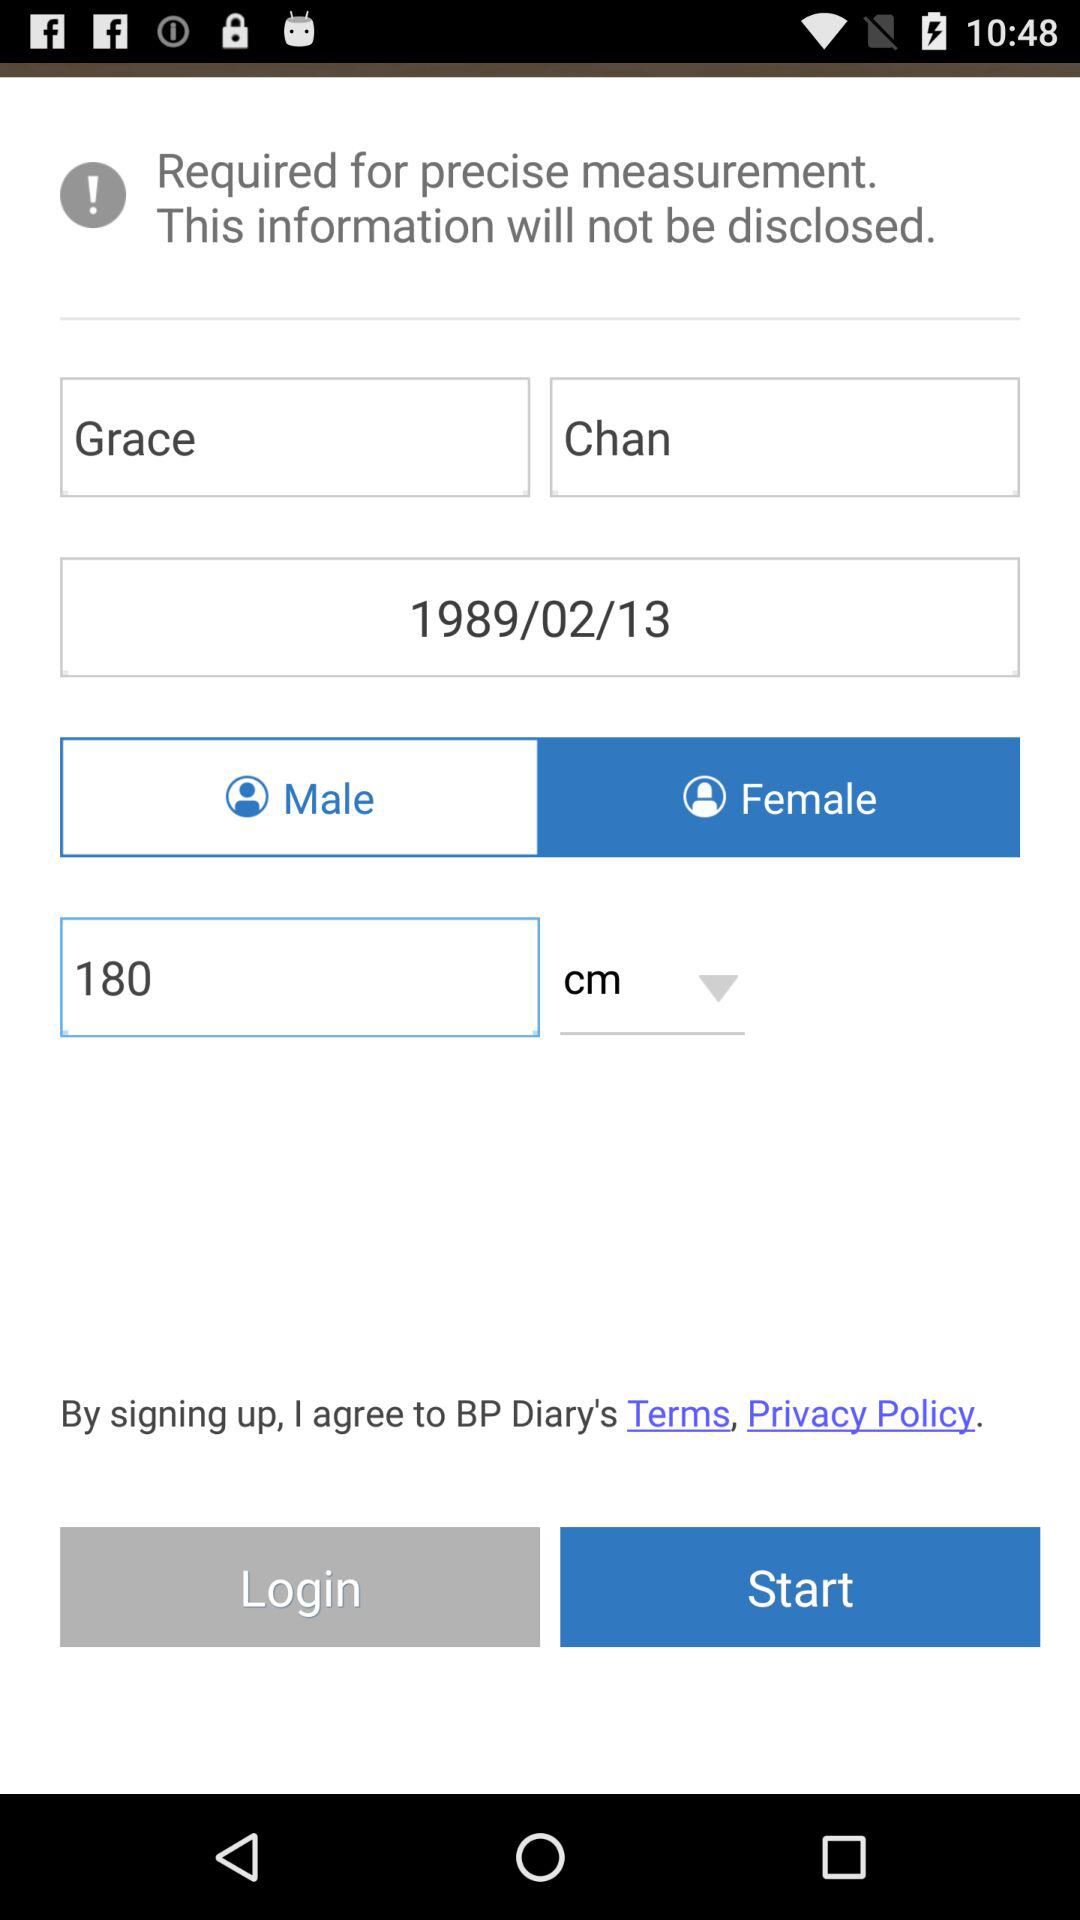 10:48
Required for precise measurement.
This information will not be disclosed.
Grace Chan
1989/02/13
Male Female
180 cm
By signing up, I agree to BP Diary's Terms, Privacy Policy.
Login Start